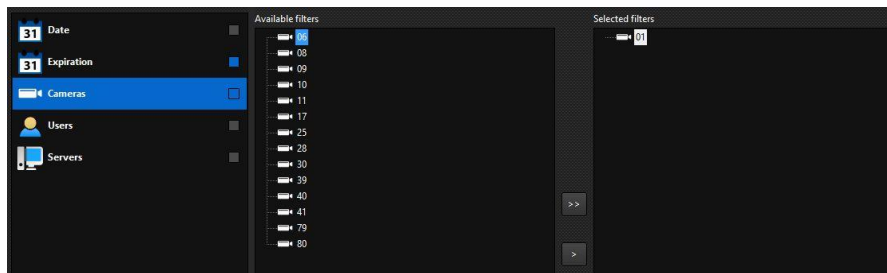 Date
Expiration
Cameras
Users
Servers
Available filters
06
08
09
10
11
17
25
28
30
39
40
41
79
80
>>
>
Selected filters
01
31
31